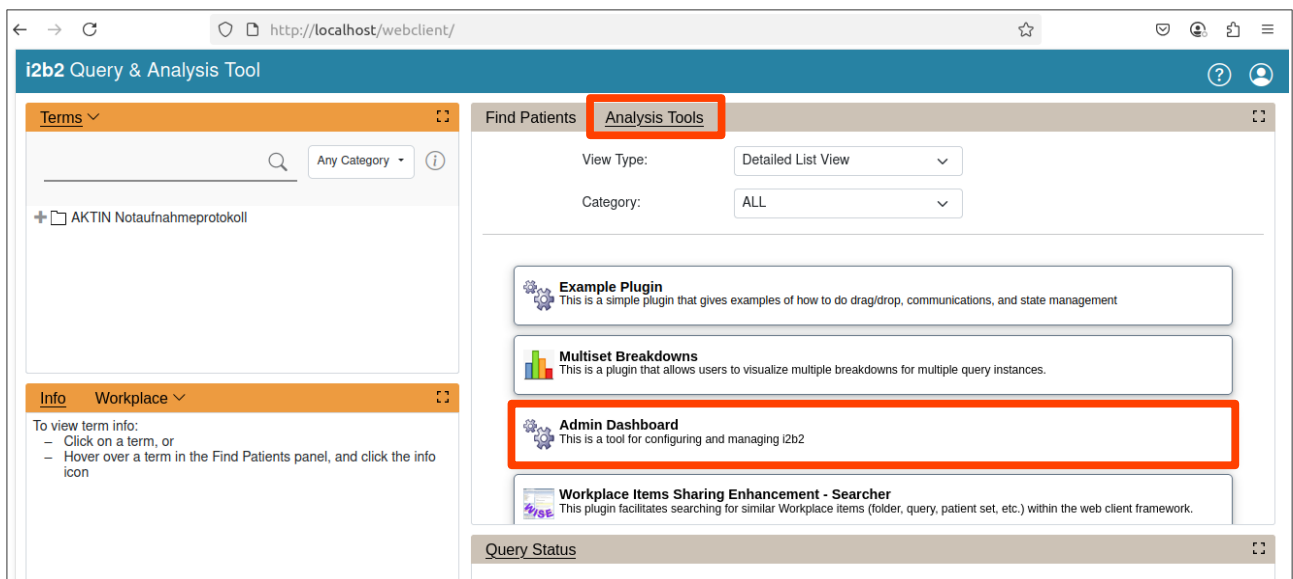 http://localhost/webclient/
i2b2 Query & Analysis Tool
Terms
Any Category
AKTIN Notaufnahmeprotokoll
Info Workplace
To view term info:
– Click on a term, or
– Hover over a term in the Find Patients panel, and click the info
icon
Find Patients Analysis Tools
View Type: Detailed List View
Category: ALL
Example Plugin
This is a simple plugin that gives examples of how to do drag/drop, communications, and state management
Multiset Breakdowns
This is a plugin that allows users to visualize multiple breakdowns for multiple query instances.
Admin Dashboard
This is a tool for configuring and managing i2b2
WISE
Workplace Items Sharing Enhancement - Searcher
This plugin facilitates searching for similar Workplace items (folder, query, patient set, etc.) within the web client framework.
Query Status